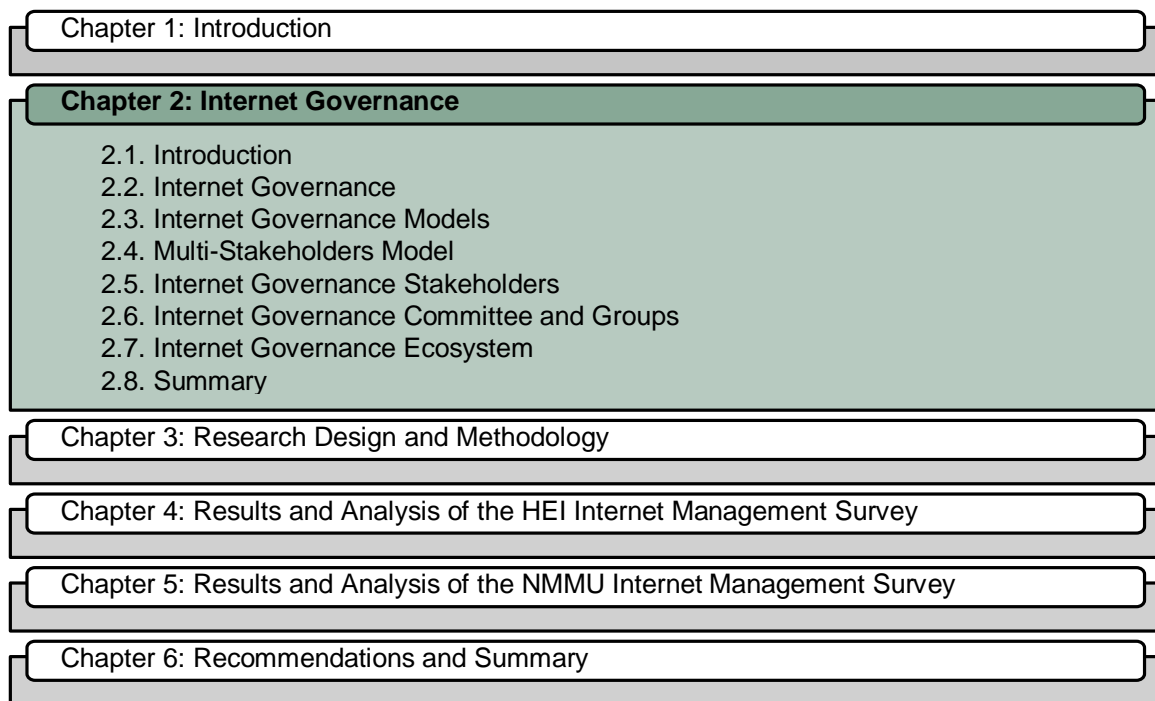 Chapter 1: Introduction
Chapter 2: Internet Governance
2.1. Introduction
2.2. Internet Governance
2.3. Internet Governance Models
2.4. Multi-Stakeholders Model
2.5. Internet Governance Stakeholders
2.6. Internet Governance Committee and Groups
2.7. Internet Governance Ecosystem
2.8. Summary
Chapter 3: Research Design and Methodology
Chapter 4: Results and Analysis of the HEI Internet Management Survey
Chapter 5: Results and Analysis of the NMMU Internet Management Survey
Chapter 6: Recommendations and Summary